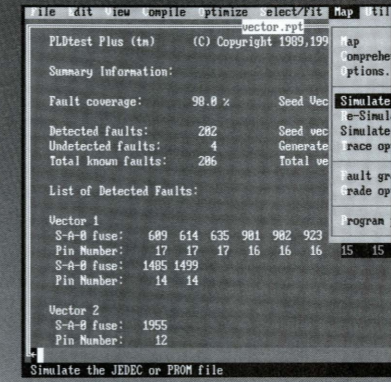 File Edit View Compile Optimize Select/Fit Map Util
vector.rpt
PLDtest Plus (tm) (C) Copyright 1989,199
Summary Information:
Fault coverage: 98.0 % Seed Vec
Detected faults: 202 Seed vec
Undetected faults: 4 Generate
Total known faults: 206 Total ve
List of Detected Faults:
Vector 1
S-A-0 fuse: 609 614 635 901 902 923
Pin Number: 17 17 17 16 16 16 15 15
S-A-0 fuse: 1485 1499
Pin Number: 14 14
Vector 2
S-A-0 fuse: 1955
Pin Number: 12
Map
Comprehe
Options.
Simulate
Re-Simul
Simulate
Trace op
Fault gr
Grade op
Program
Simulate the JEDEC or PROM file